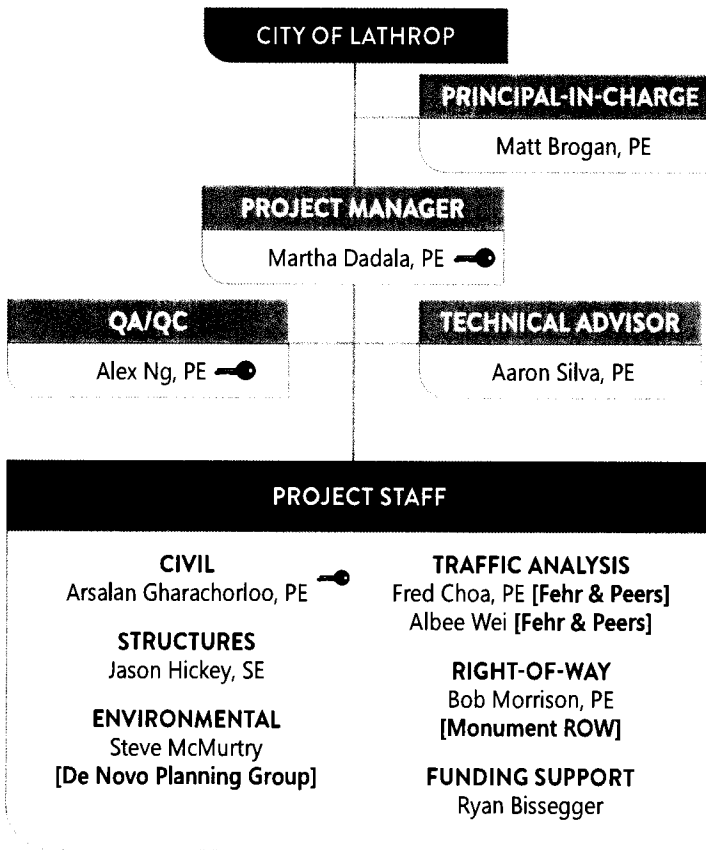 CITY OF LATHROP
PRINCIPAL-IN-CHARGE
Matt Brogan, PE
PROJECT MANAGER
Martha Dadala, PE
QA/QC
Alex Ng, PE
TECHNICAL ADVISOR
Aaron Silva, PE
PROJECT STAFF
CIVIL
Arsalan Gharachorloo, PE
STRUCTURES
Jason Hickey, SE
ENVIRONMENTAL
Steve McMurtry
[De Novo Planning Group]
TRAFFIC ANALYSIS
Fred Choa, PE [Fehr & Peers]
Albee Wei [Fehr & Peers]
RIGHT-OF-WAY
Bob Morrison, PE
[Monument ROW]
FUNDING SUPPORT
Ryan Bissegger